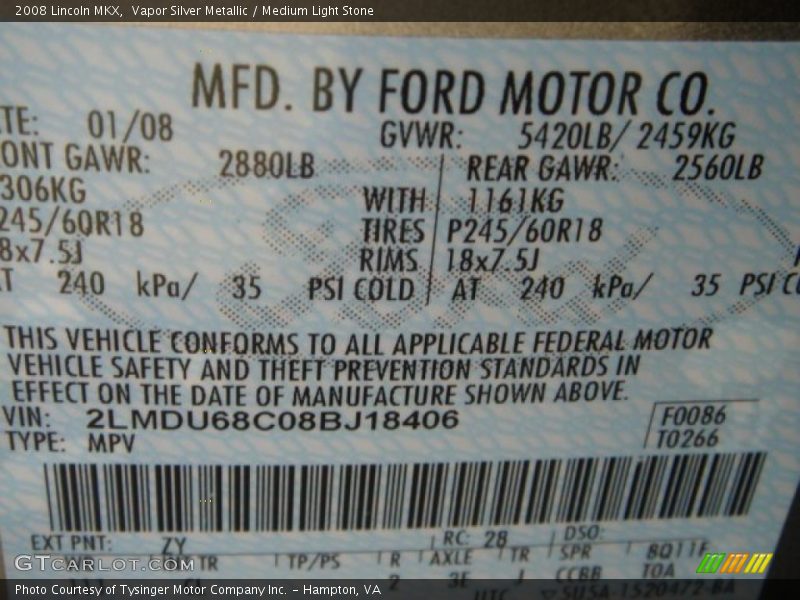 2008 Lincoln MKX, Vapor Silver Metallic / Medium Light Stone
MFD. BY FORD MOTOR CO.
TE: 01/08 GVWR: 5420LB/ 2459KG
ONT GAWR: 2880LB REAR GAWR: 2560LB
306KG WITH 1161KG
245/60R18 TIRES P245/60R18
8x7.5J RIMS 18x7.5J
AT 240 kPa/ 35 PSI COLD AT 240 kPa/ 35 PSI CO
THIS VEHICLE CONFORMS TO ALL APPLICABLE FEDERAL MOTOR
VEHICLE SAFETY AND THEFT PREVENTION STANDARDS IN
EFFECT ON THE DATE OF MANUFACTURE SHOWN ABOVE.
VIN: 2LMDU68C08BJ18406 F0086
TYPE: MPV T0266
EXT PNT: ZY RC: 28 DSO:
TR TP/PS R AXLE TR SPR 8Q11E
2 3E J CCBB TOA
GTCarlot.com
Photo Courtesy of Tysinger Motor Company Inc. - Hampton, VA